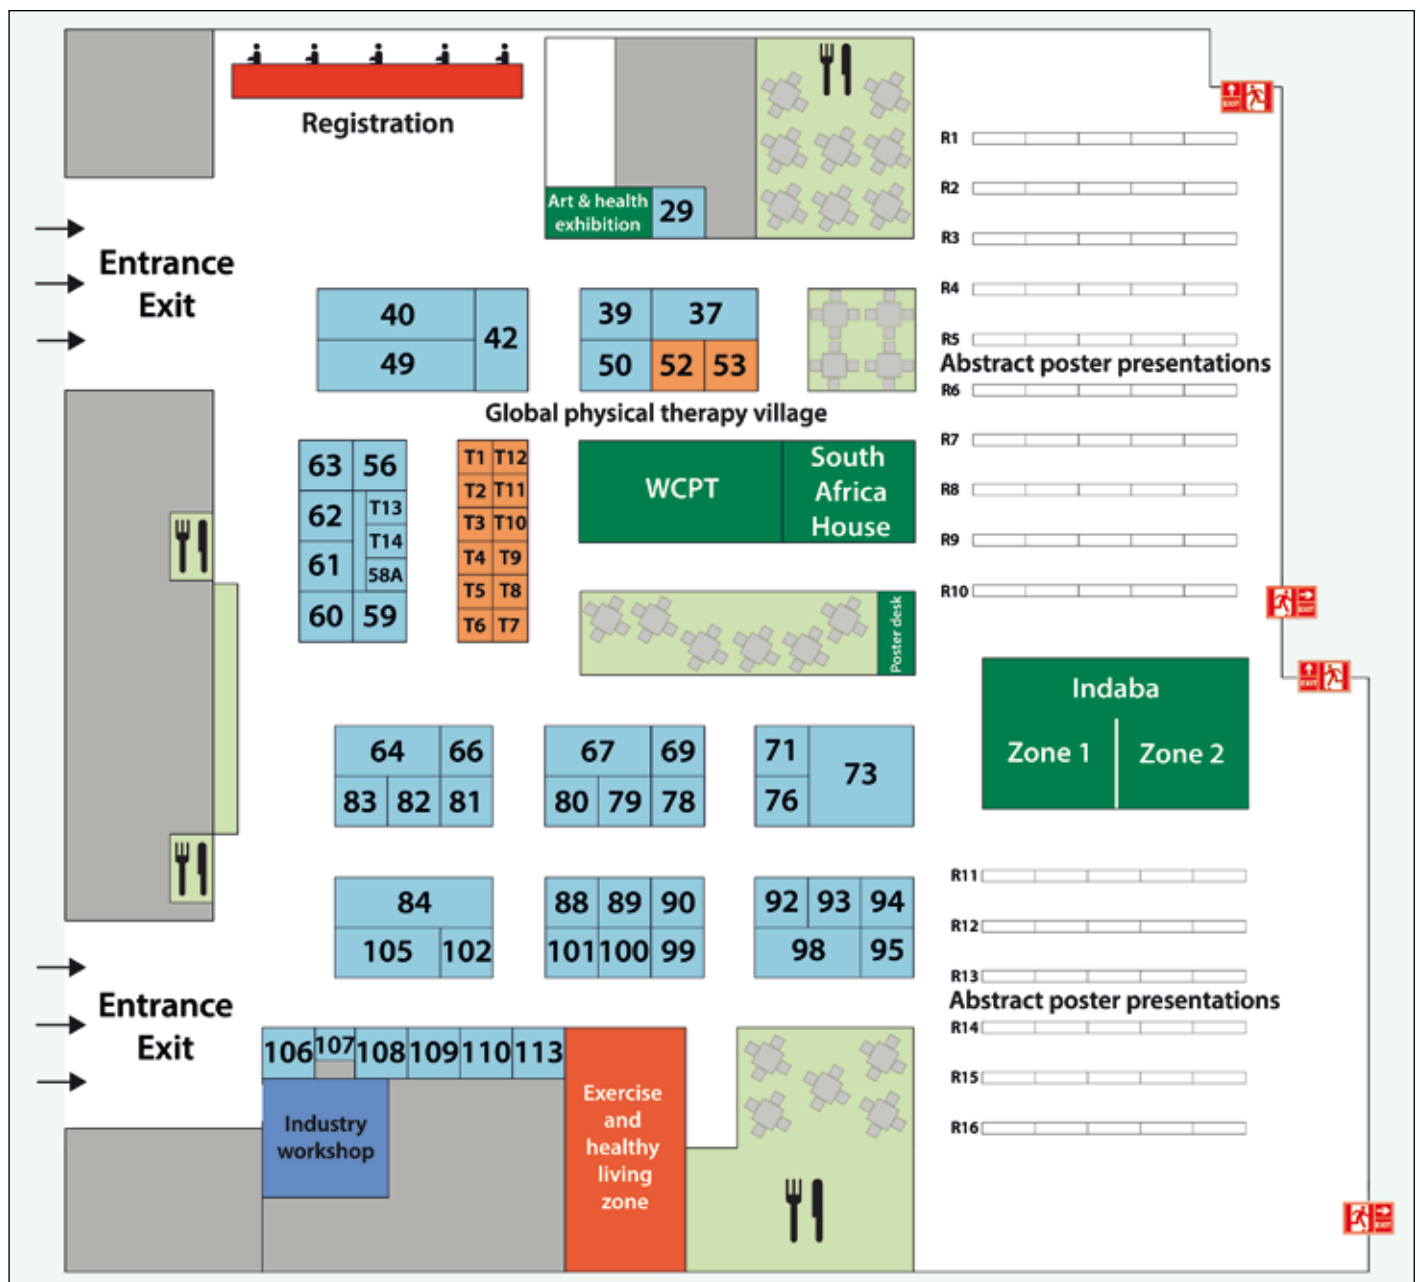 Registration
Art & health
exhibition
29
Entrance
Exit
R1
R2
R3
R4
R5
Abstract poster presentations
R6
R7
R8
R9
R10
40
42
49
39
37
50
52
53
Global physical therapy village
63
56
62
T13
T14
61
58A
60
59
T1
T12
T2
T11
T3
T10
T4
T9
T5
T8
T6
T7
WCPT
South
Africa
House
Poster desk
Indaba
Zone 1
Zone 2
64
66
83
82
81
67
69
80
79
78
71
73
76
84
105
102
88
89
90
101
100
99
92
93
94
98
95
R11
R12
R13
Abstract poster presentations
R14
R15
R16
Entrance
Exit
106
107
108
109
110
113
Industry
workshop
Exercise
and
healthy
living
zone
EXIT
EXIT
EXIT
EXIT